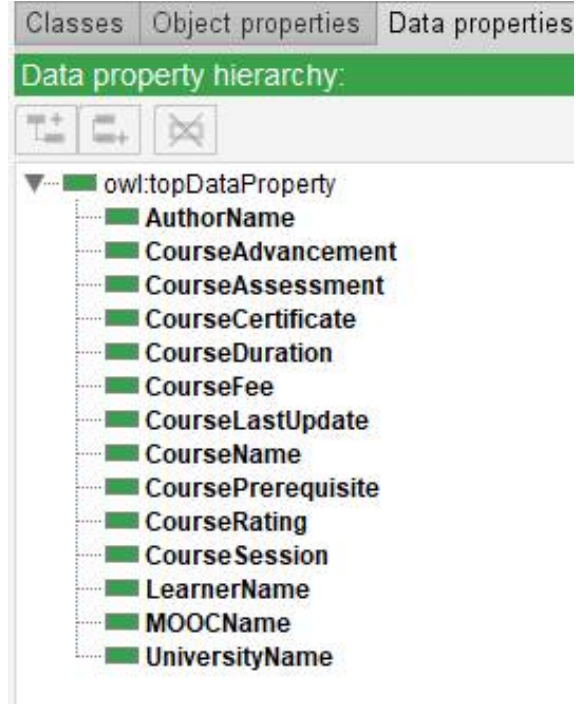 Classes Object properties Data properties
Data property hierarchy:
owl:topDataProperty
AuthorName
CourseAdvancement
CourseAssessment
CourseCertificate
CourseDuration
CourseFee
CourseLastUpdate
CourseName
CoursePrerequisite
CourseRating
CourseSession
LearnerName
MOOCName
UniversityName